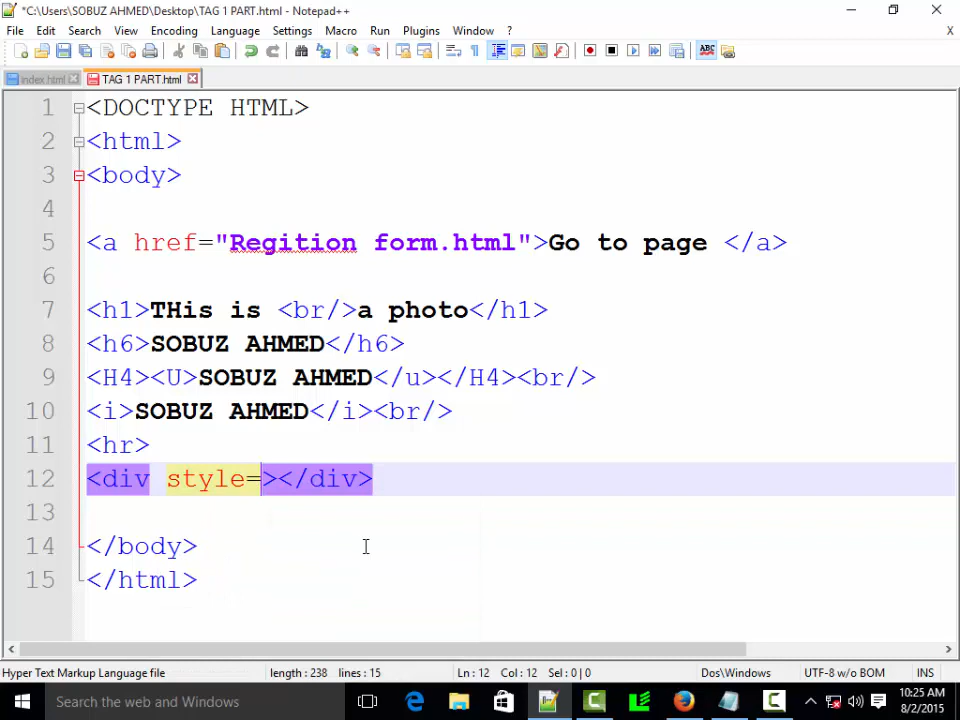 *C:\Users\SOBUZ AHMED\Desktop\TAG 1 PART.html - Notepad++
File Edit Search View Encoding Language Settings Macro Run Plugins Window ? X
index.html TAG 1 PART.html
1 <DOCTYPE HTML>
2 <html>
3 <body>
4
5 <a href="Regition form.html">Go to page </a>
6
7 <h1>THis is <br/>a photo</h1>
8 <h6>SOBUZ AHMED</h6>
9 <H4><U>SOBUZ AHMED</u></H4><br/>
10 <i>SOBUZ AHMED</i><br/>
11 <hr>
12 <div style=></div>
13
14 </body>
15 </html>
Hyper Text Markup Language file length : 238 lines : 15 Ln : 12 Col : 12 Sel : 0 | 0 Dos\Windows UTF-8 w/o BOM INS
Search the web and Windows
10:25 AM
8/2/2015